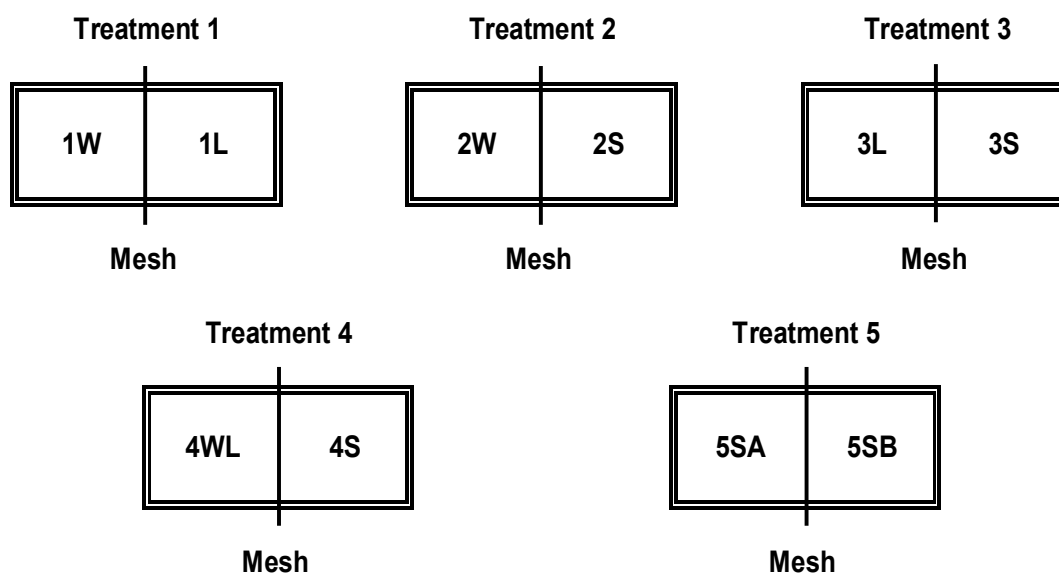 Treatment 1 Treatment 2 Treatment 3
1W 1L 2W 2S 3L 3S
Mesh Mesh Mesh
Treatment 4 Treatment 5
4WL 4S 5SA 5SB
Mesh Mesh